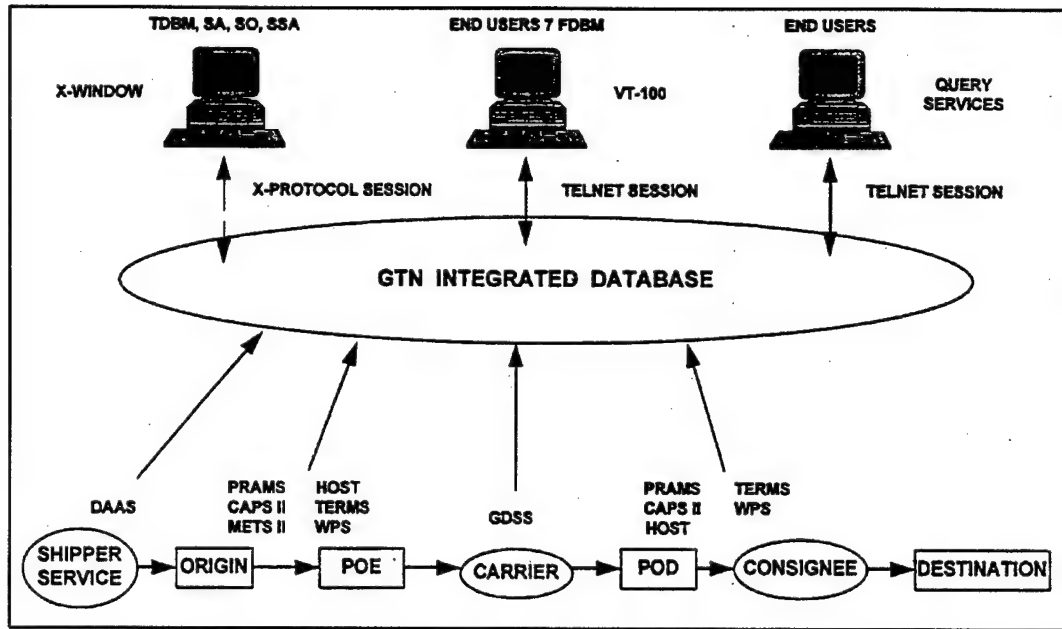 TDBM, SA, SO, SSA
END USERS 7 FDBM
END USERS
X-WINDOW
VT-100
QUERY
SERVICES
X-PROTOCOL SESSION
TELNET SESSION
TELNET SESSION
GTN INTEGRATED DATABASE
DAAS
PRAMS
CAPS II
METS II
HOST
TERMS
WPS
GDSS
PRAMS
CAPS II
HOST
TERMS
WPS
SHIPPER
SERVICE
ORIGIN
POE
CARRIER
POD
CONSIGNEE
DESTINATION